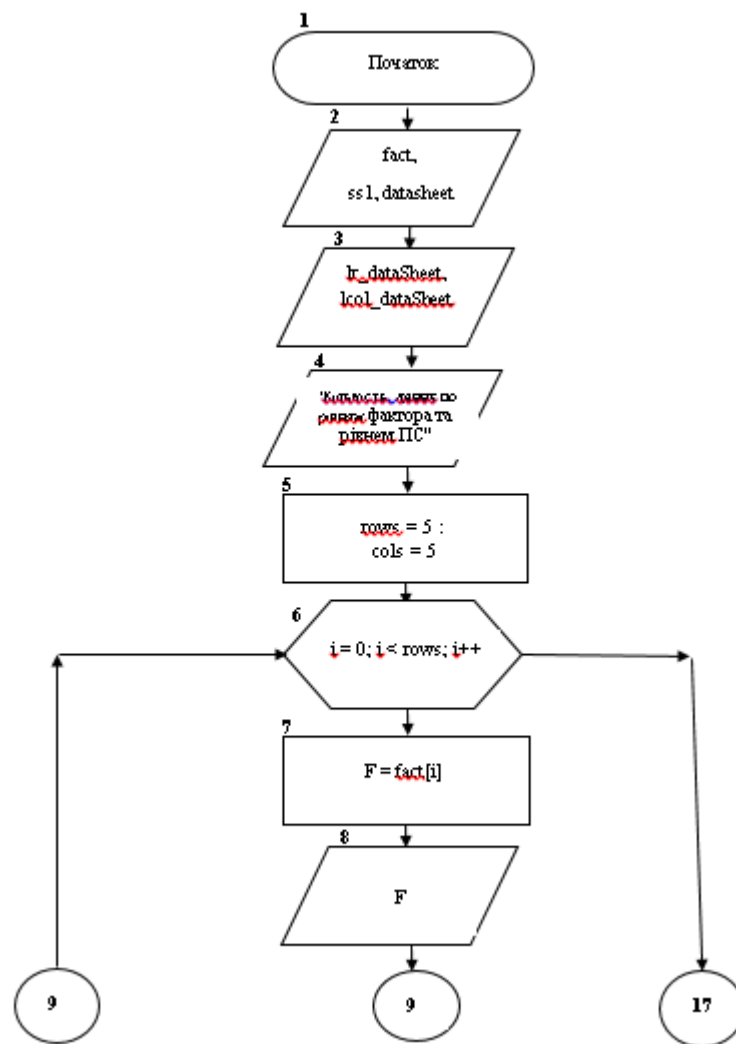 1
Початок
2
fact,
ss1, datasheet
3
lr_dataSheet,
lcol_dataSheet
4
фактора та
рівнем ПС"
5
rows = 5 :
cols = 5
6
i = 0; i < rows; i++
7
F = fact[i]
8
F
9
9
17